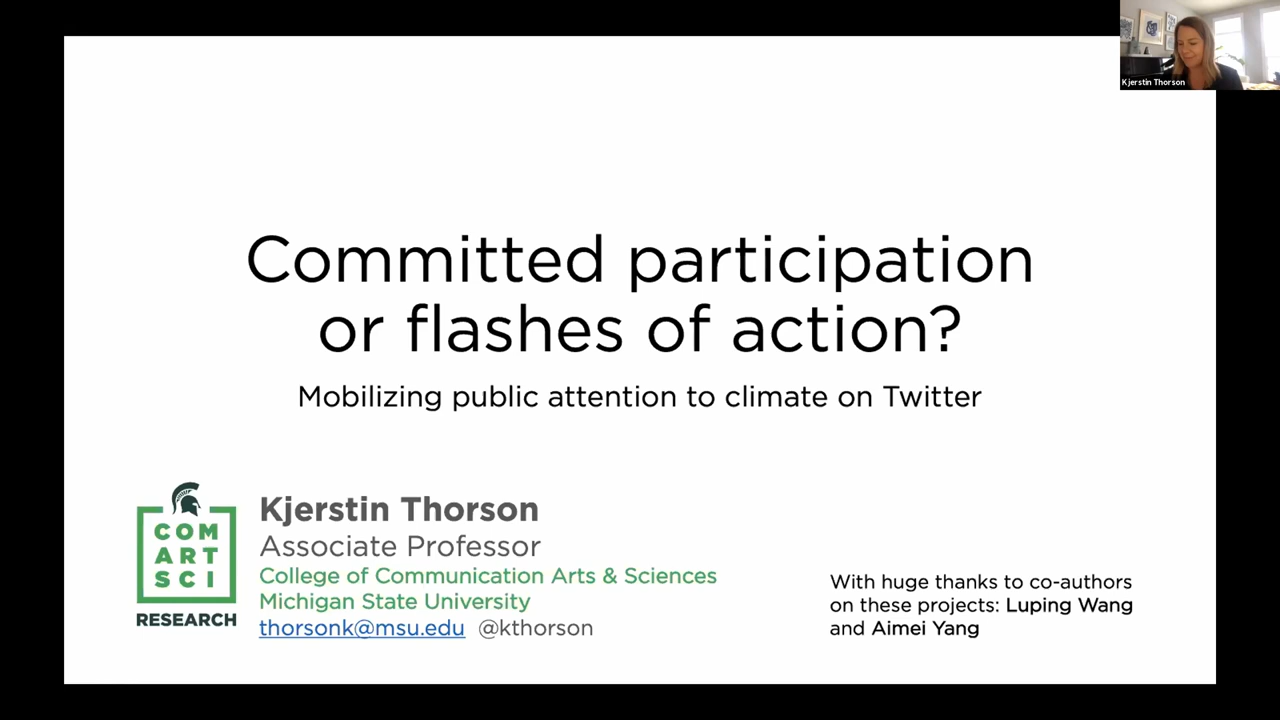 Kjerstin Thorson
Committed participation
or flashes of action?
Mobilizing public attention to climate on Twitter
COM
ART
SCI
RESEARCH
Kjerstin Thorson
Associate Professor
College of Communication Arts & Sciences
Michigan State University
thorsonk@msu.edu @kthorson
With huge thanks to co-authors
on these projects: Luping Wang
and Aimei Yang